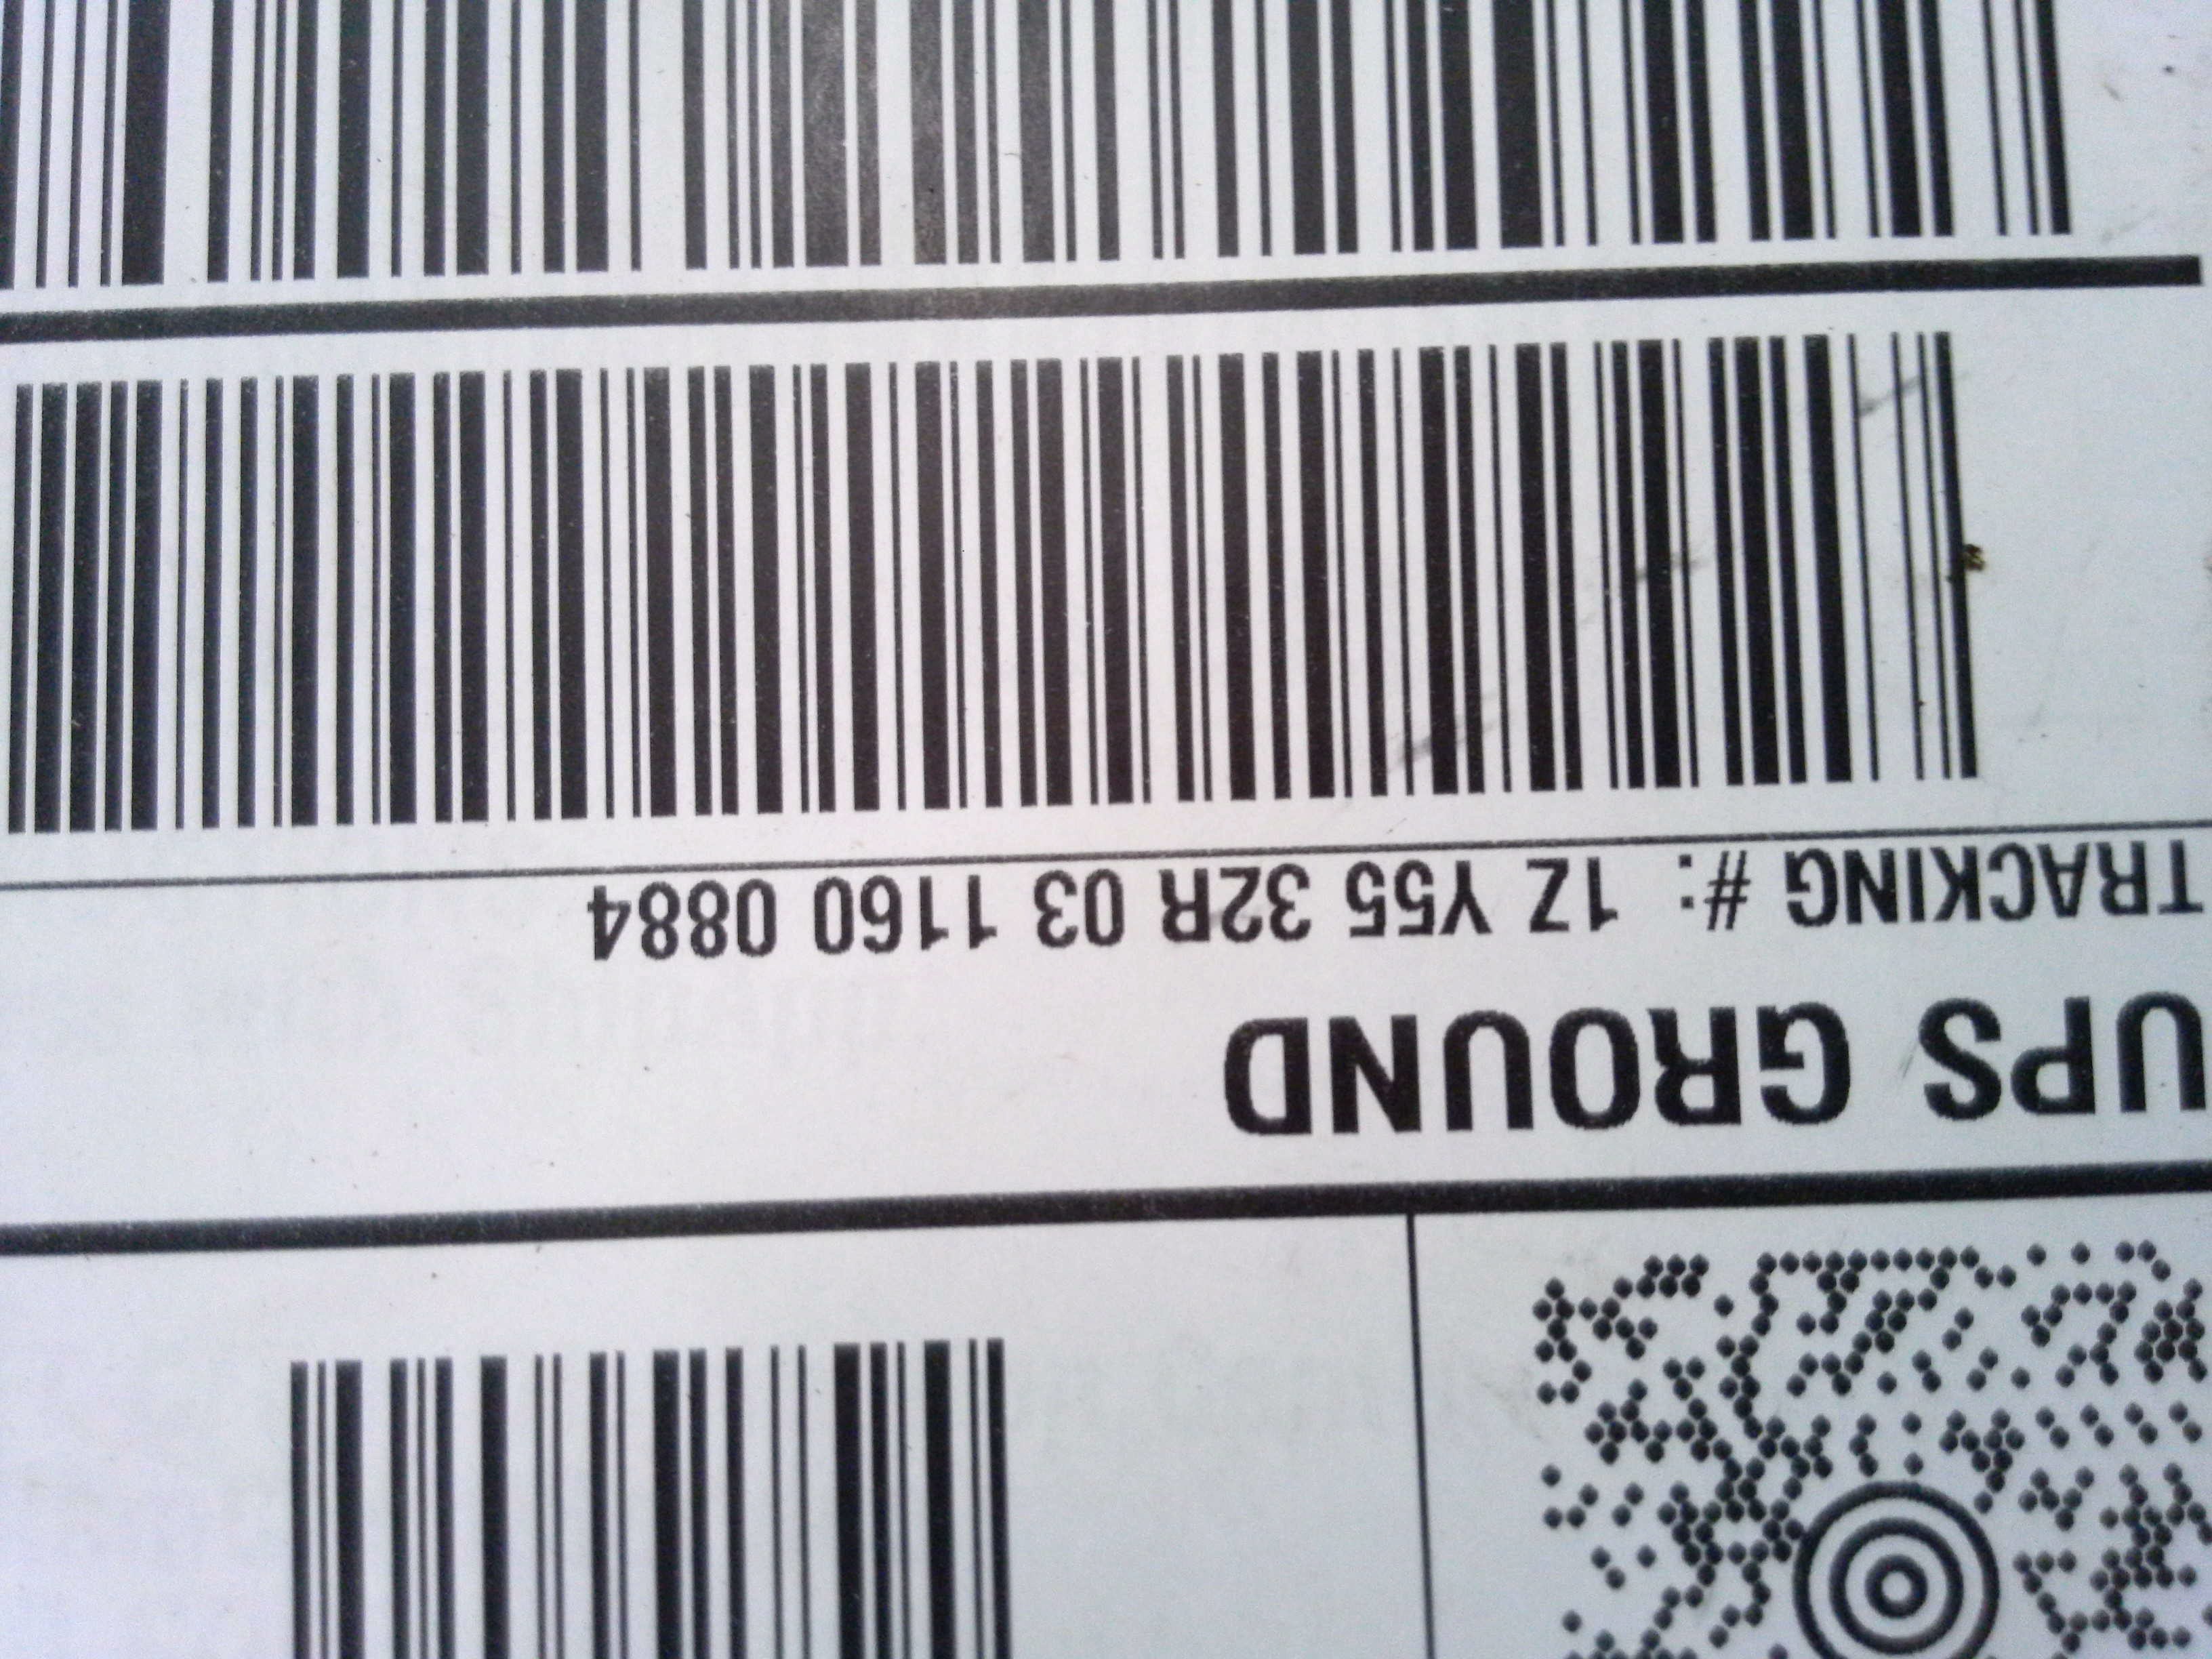 UPS GROUND
TRACKING #: 1Z Y55 32R 03 1160 0884